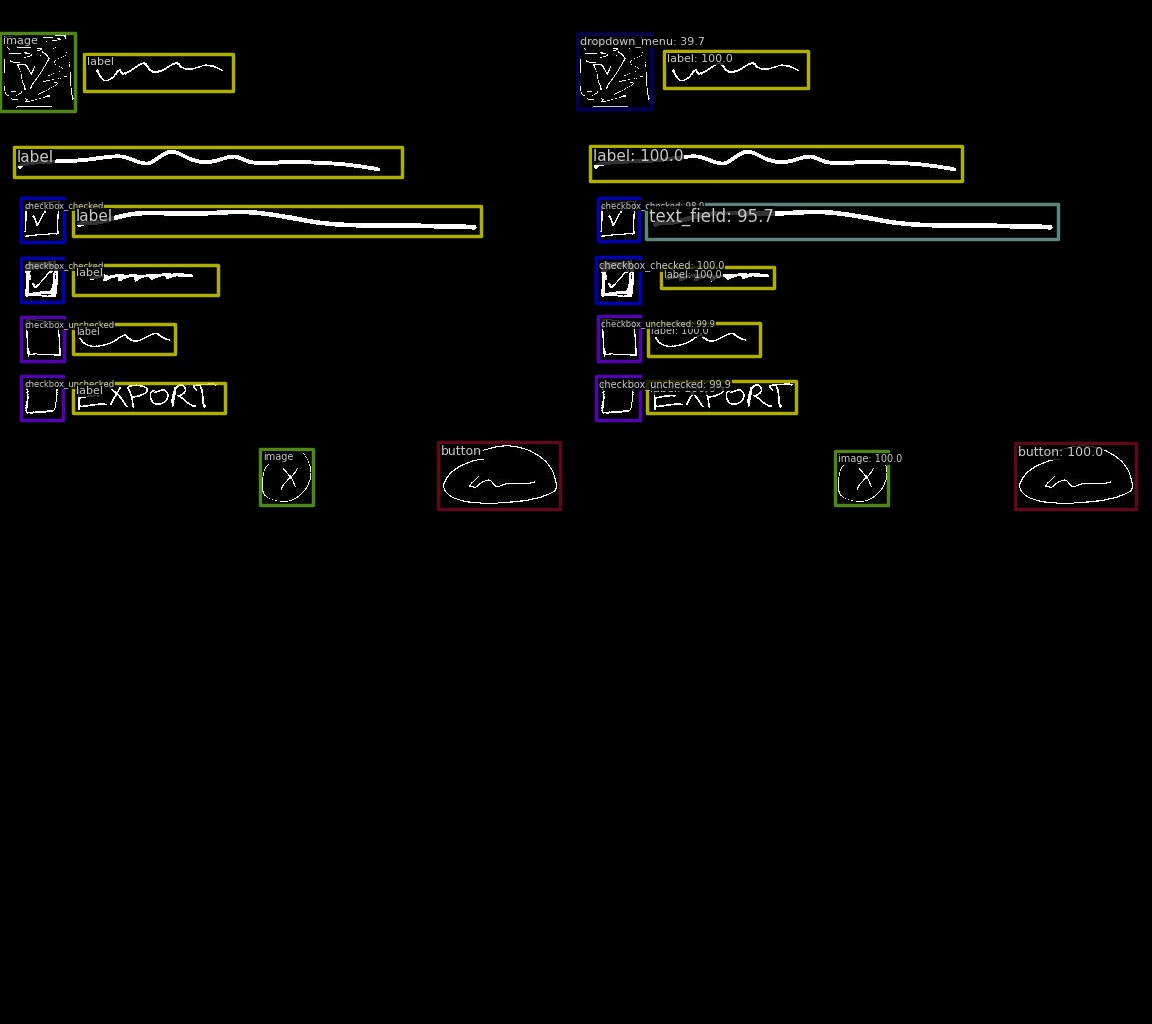 image dropdown_menu: 39.7
label label: 100.0
label label: 100.0
checkbox_checked checkbox_checked: 98.0
label text_field: 95.7
checkbox_checked checkbox_checked: 100.0
label label: 100.0
checkbox_unchecked checkbox_unchecked: 99.9
label label: 100.0
checkbox_unchecked checkbox_unchecked: 99.9
label EXPORT EXPORT
button button: 100.0
image image: 100.0
X X